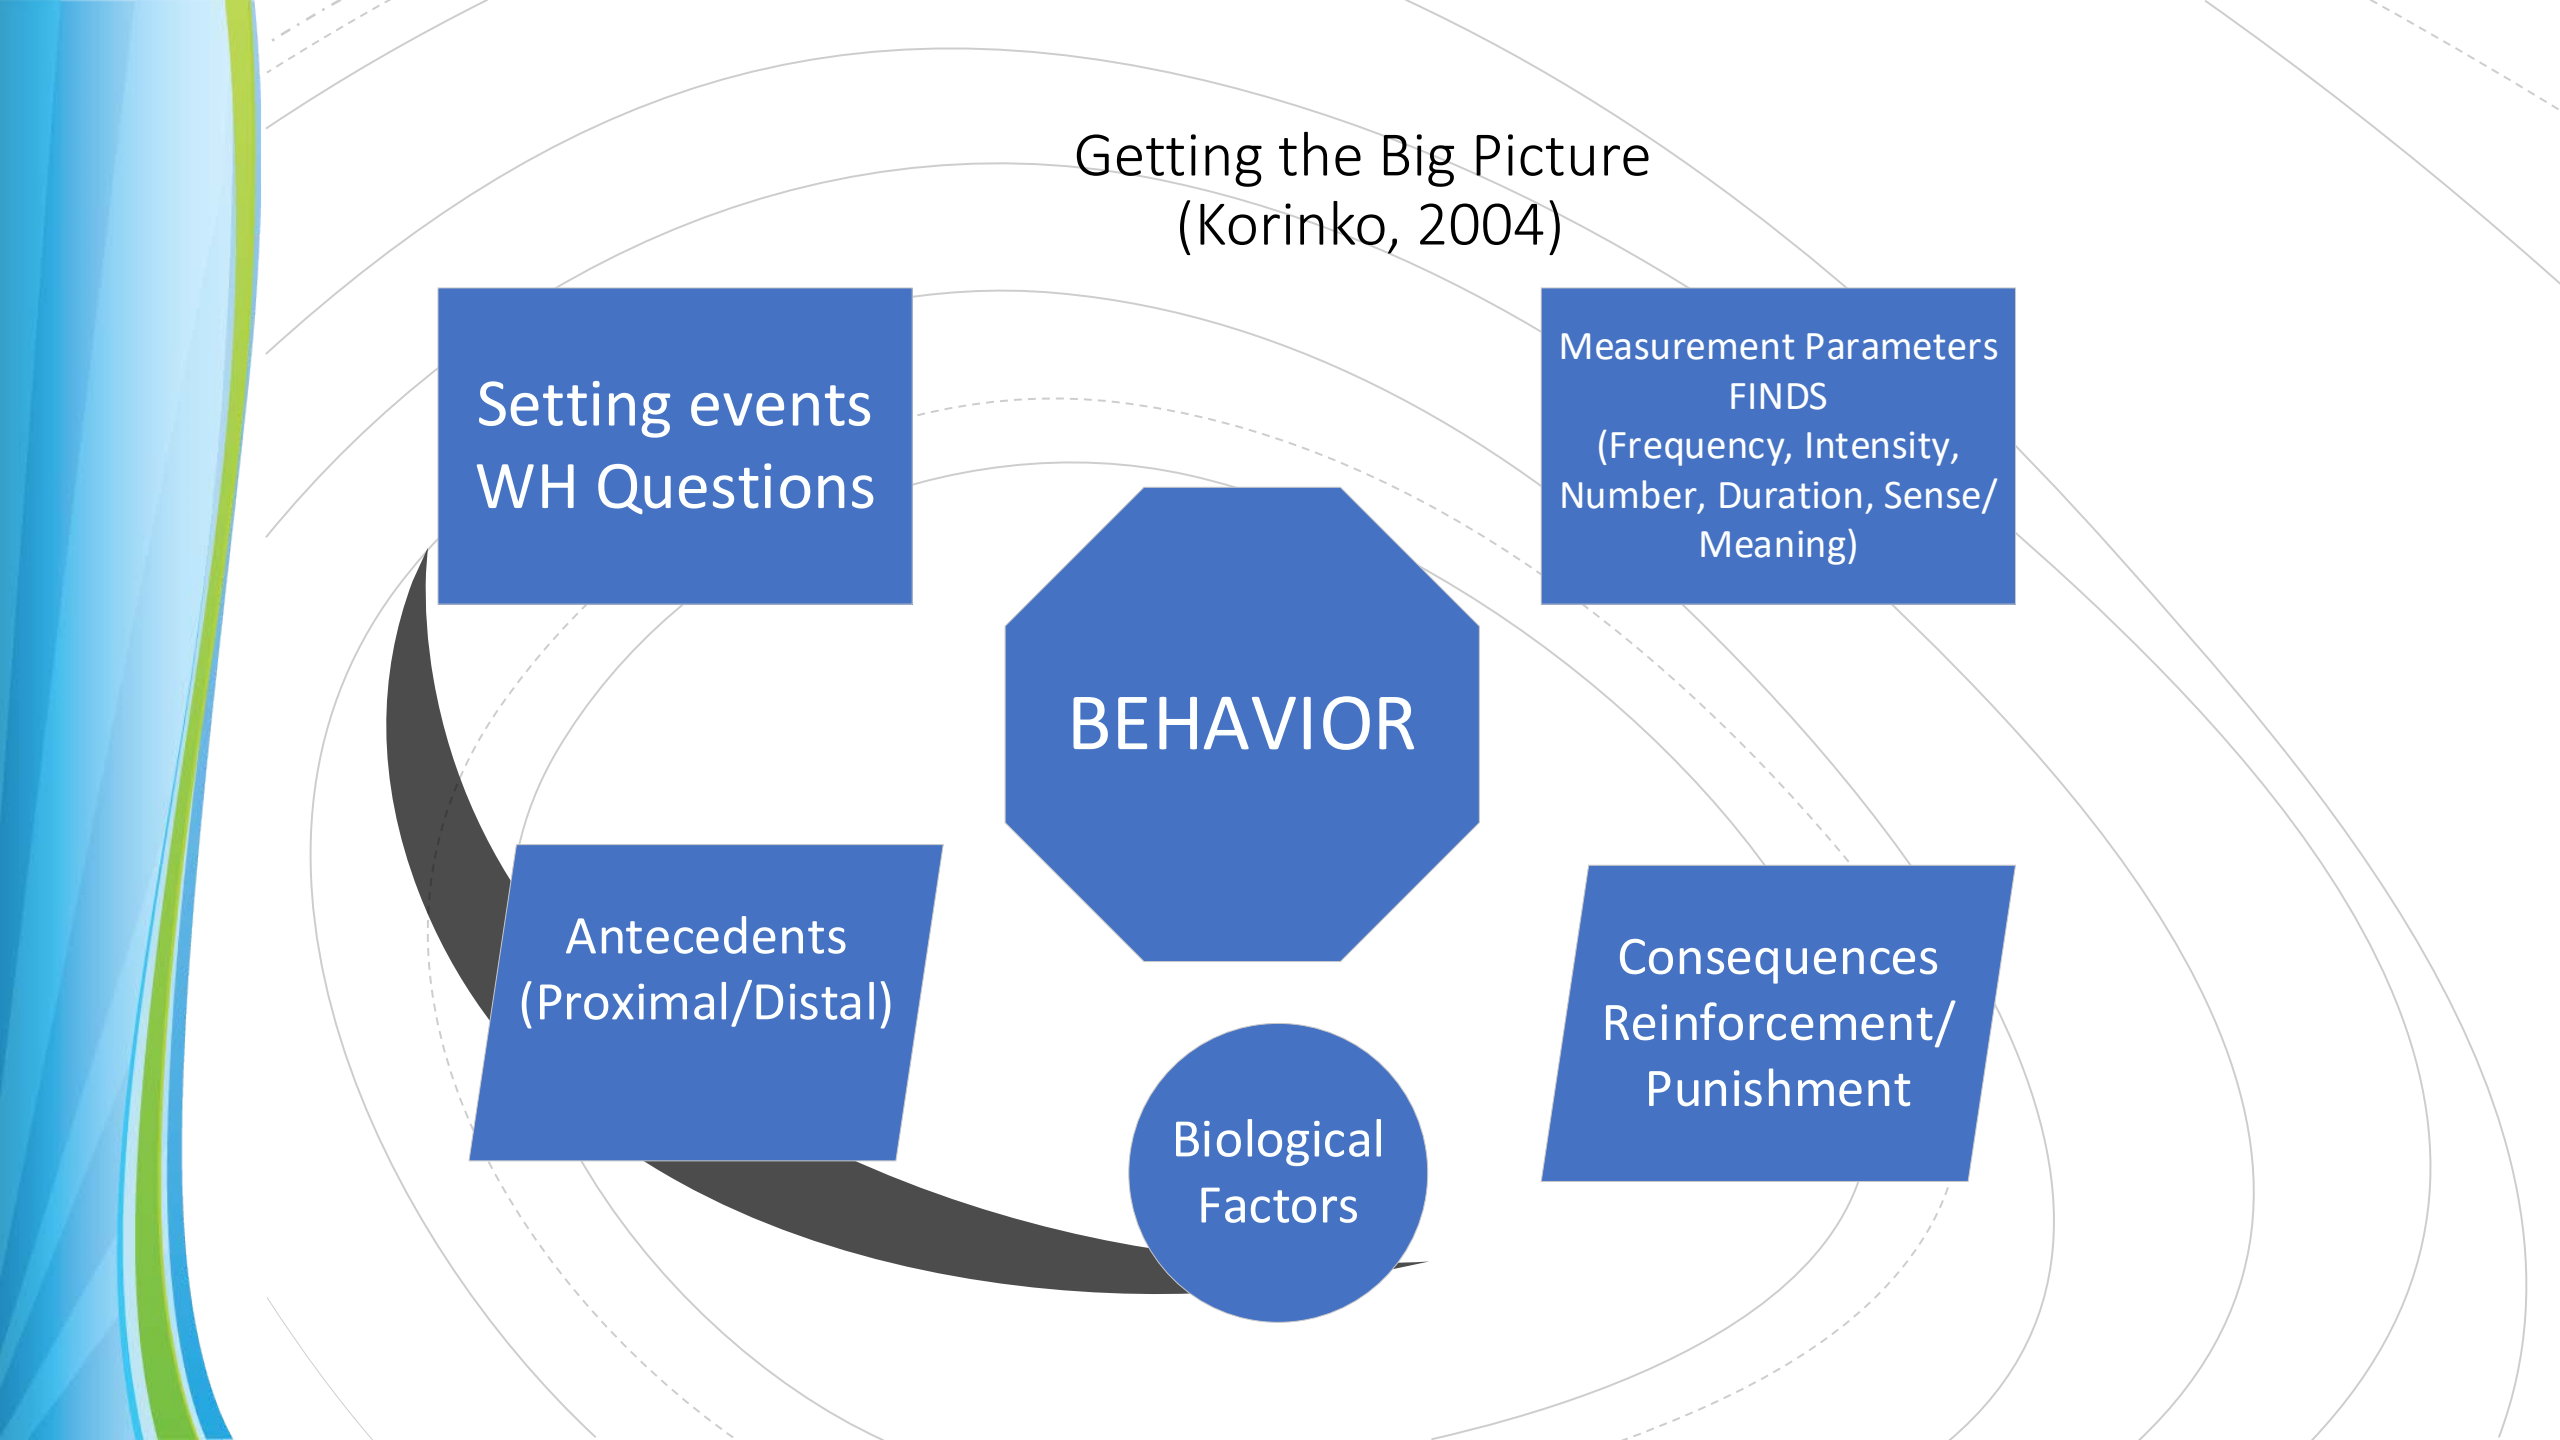 Getting the Big Picture
(Korinko, 2004)
Setting events
WH Questions
Measurement Parameters
FINDS
(Frequency, Intensity,
Number, Duration, Sense/
Meaning)
BEHAVIOR
Antecedents
(Proximal/Distal)
Consequences
Reinforcement/
Punishment
Biological
Factors